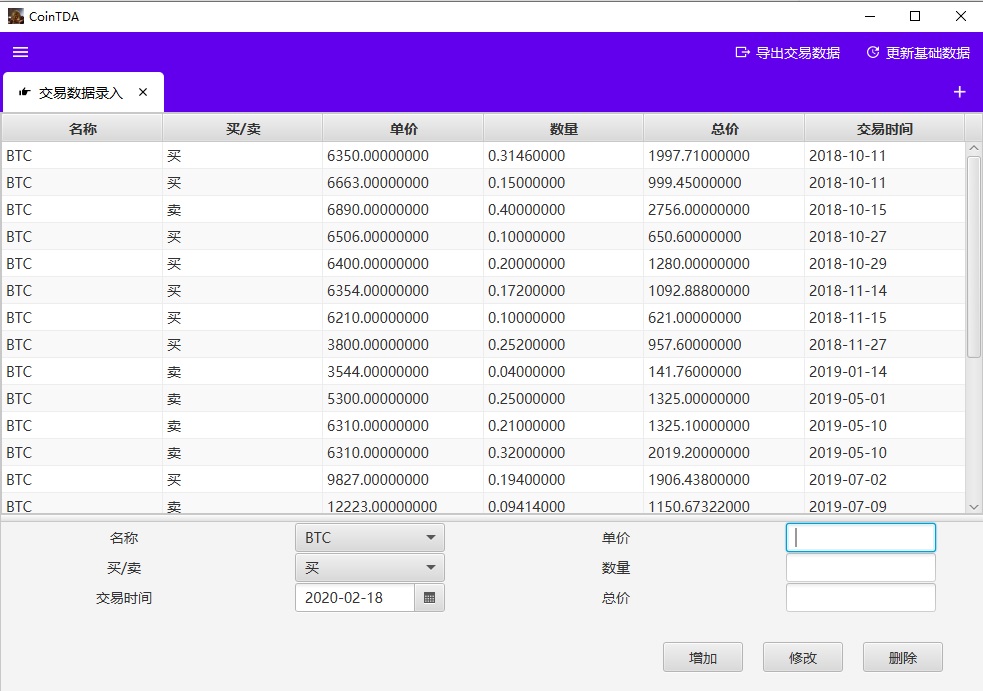 CoinTDA
导出交易数据 更新基础数据
交易数据录入
名称 买/卖 单价 数量 总价 交易时间
BTC 买 6350.00000000 0.31460000 1997.71000000 2018-10-11
BTC 买 6663.00000000 0.15000000 999.45000000 2018-10-11
BTC 卖 6890.00000000 0.40000000 2756.00000000 2018-10-15
BTC 买 6506.00000000 0.10000000 650.60000000 2018-10-27
BTC 买 6400.00000000 0.20000000 1280.00000000 2018-10-29
BTC 买 6354.00000000 0.17200000 1092.88800000 2018-11-14
BTC 买 6210.00000000 0.10000000 621.00000000 2018-11-15
BTC 买 3800.00000000 0.25200000 957.60000000 2018-11-27
BTC 卖 3544.00000000 0.04000000 141.76000000 2019-01-14
BTC 卖 5300.00000000 0.25000000 1325.00000000 2019-05-01
BTC 卖 6310.00000000 0.21000000 1325.10000000 2019-05-10
BTC 卖 6310.00000000 0.32000000 2019.20000000 2019-05-10
BTC 买 9827.00000000 0.19400000 1906.43800000 2019-07-02
BTC 卖 12223.00000000 0.09414000 1150.67322000 2019-07-09
名称 BTC 单价
买/卖 买 数量
交易时间 2020-02-18 总价
增加 修改 删除